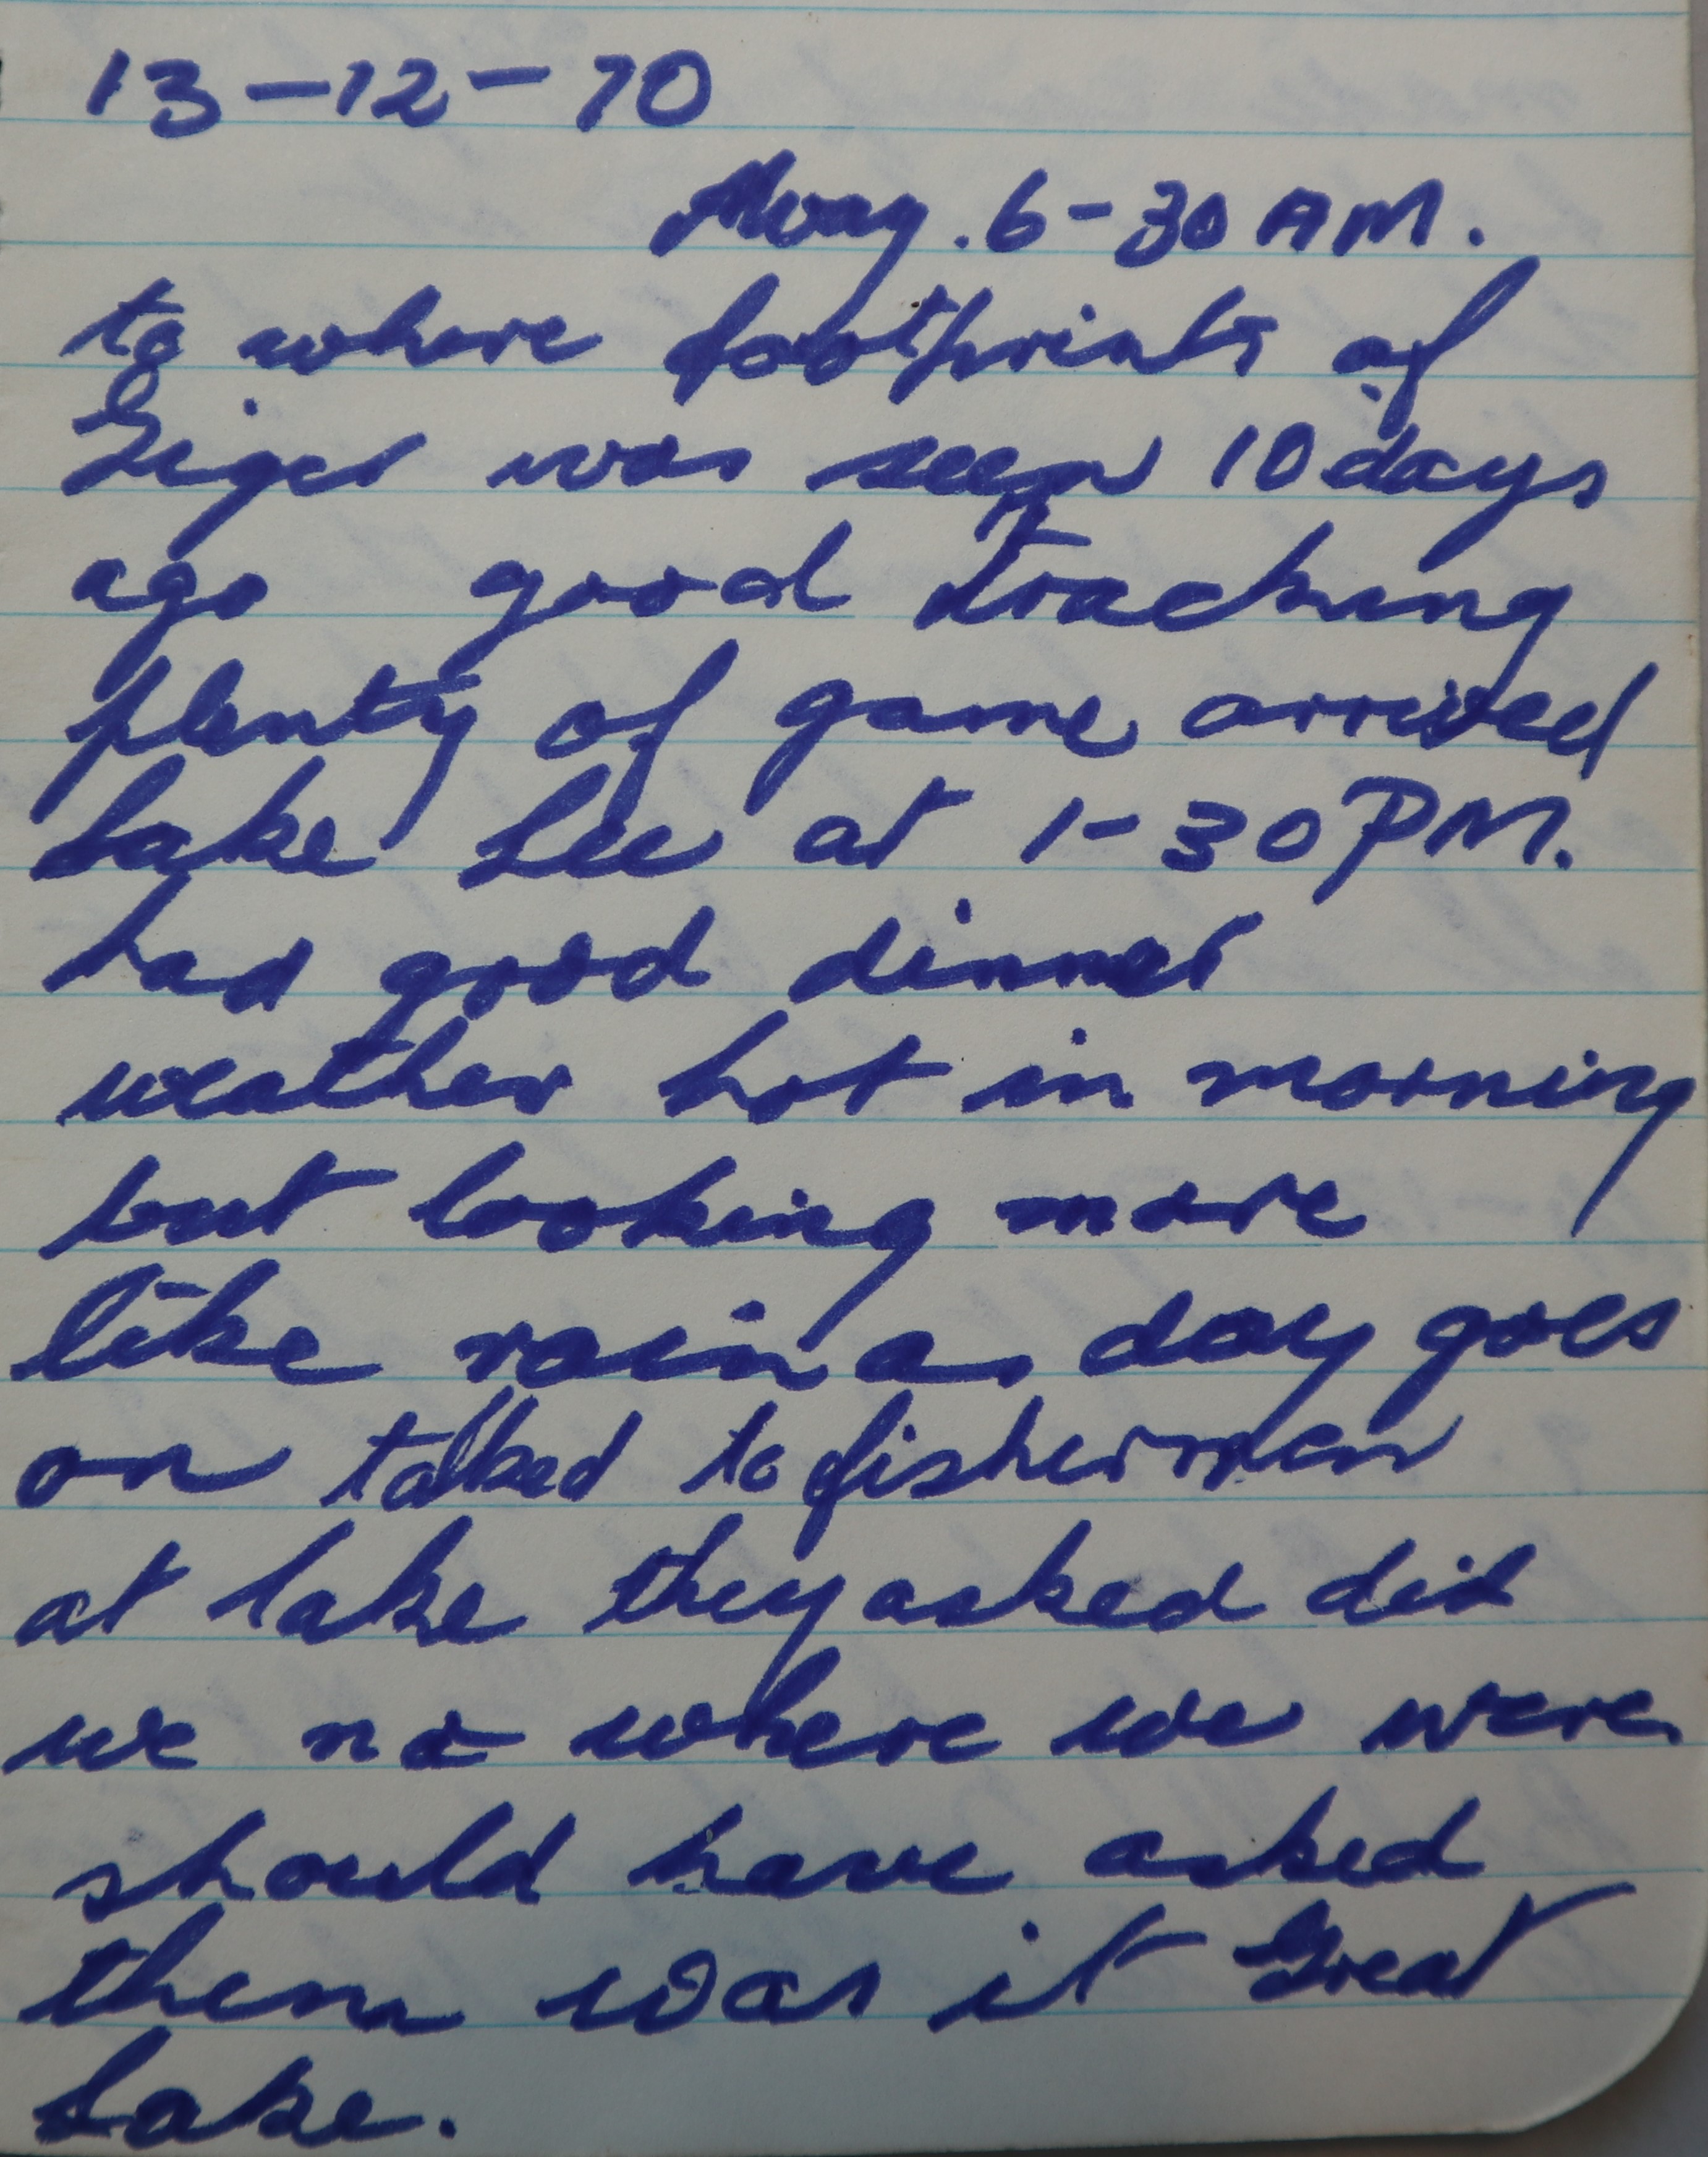 13-12-70
Away. 6-30 AM.
to where footprints of
Tiger was seen 10 days
ago good tracking
plenty of game arrived
Lake Lee at 1-30 PM.
had good dinner
weather hot in morning
but looking more
like rain as day goes
on talked to fishermen
at lake they asked did
we no where we were
should have asked
them was it Great
Lake.